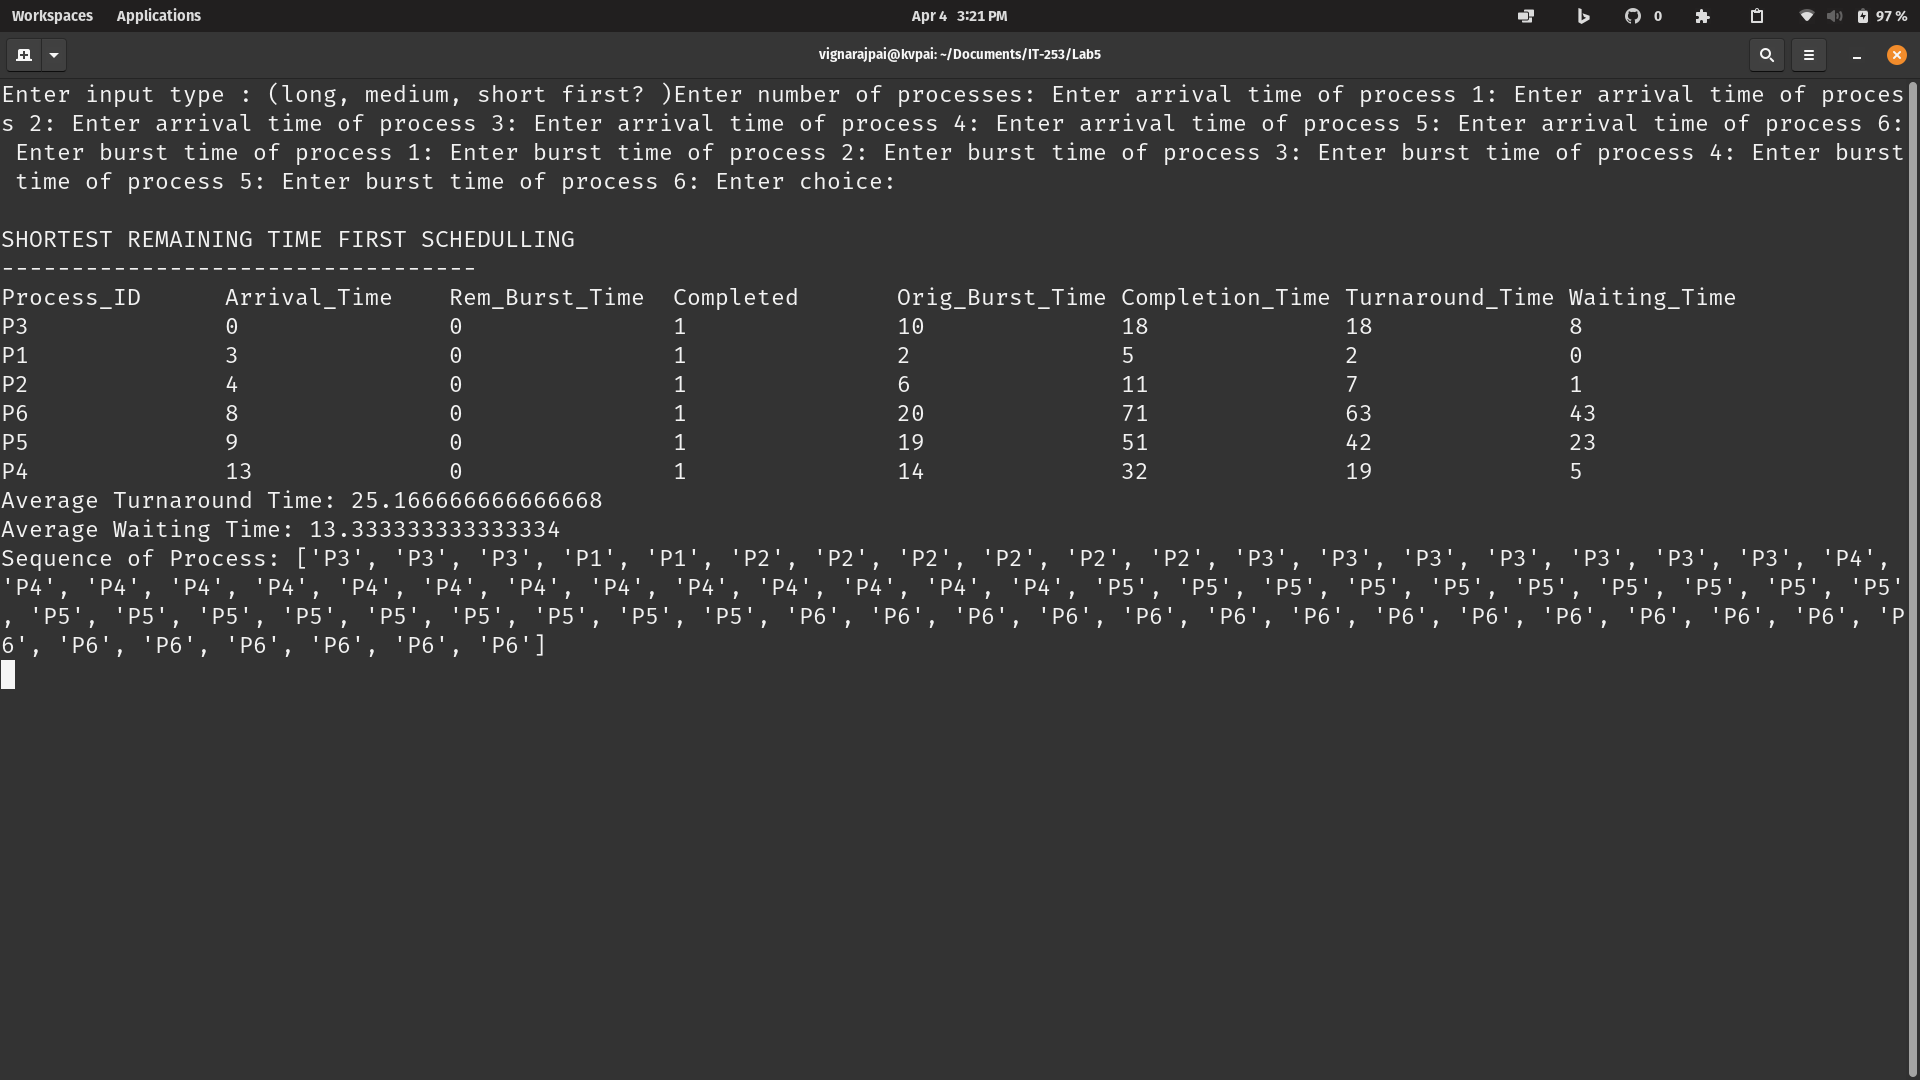 Workspaces Applications Apr 4 3:21 PM 0 97 %
vignarajpai@kvpai: ~/Documents/IT-253/Lab5
Enter input type : (long, medium, short first? )Enter number of processes: Enter arrival time of process 1: Enter arrival time of proces
s 2: Enter arrival time of process 3: Enter arrival time of process 4: Enter arrival time of process 5: Enter arrival time of process 6:
 Enter burst time of process 1: Enter burst time of process 2: Enter burst time of process 3: Enter burst time of process 4: Enter burst
 time of process 5: Enter burst time of process 6: Enter choice:
SHORTEST REMAINING TIME FIRST SCHEDULLING
----------------------------------
Process_ID Arrival_Time Rem_Burst_Time Completed Orig_Burst_Time Completion_Time Turnaround_Time Waiting_Time
P3 0 0 1 10 18 18 8
P1 3 0 1 2 5 2 0
P2 4 0 1 6 11 7 1
P6 8 0 1 20 71 63 43
P5 9 0 1 19 51 42 23
P4 13 0 1 14 32 19 5
Average Turnaround Time: 25.166666666666668
Average Waiting Time: 13.333333333333334
Sequence of Process: ['P3', 'P3', 'P3', 'P1', 'P1', 'P2', 'P2', 'P2', 'P2', 'P2', 'P2', 'P3', 'P3', 'P3', 'P3', 'P3', 'P3', 'P3', 'P4',
'P4', 'P4', 'P4', 'P4', 'P4', 'P4', 'P4', 'P4', 'P4', 'P4', 'P4', 'P4', 'P4', 'P5', 'P5', 'P5', 'P5', 'P5', 'P5', 'P5', 'P5', 'P5', 'P5'
, 'P5', 'P5', 'P5', 'P5', 'P5', 'P5', 'P5', 'P5', 'P5', 'P6', 'P6', 'P6', 'P6', 'P6', 'P6', 'P6', 'P6', 'P6', 'P6', 'P6', 'P6', 'P6', 'P
6', 'P6', 'P6', 'P6', 'P6', 'P6', 'P6']